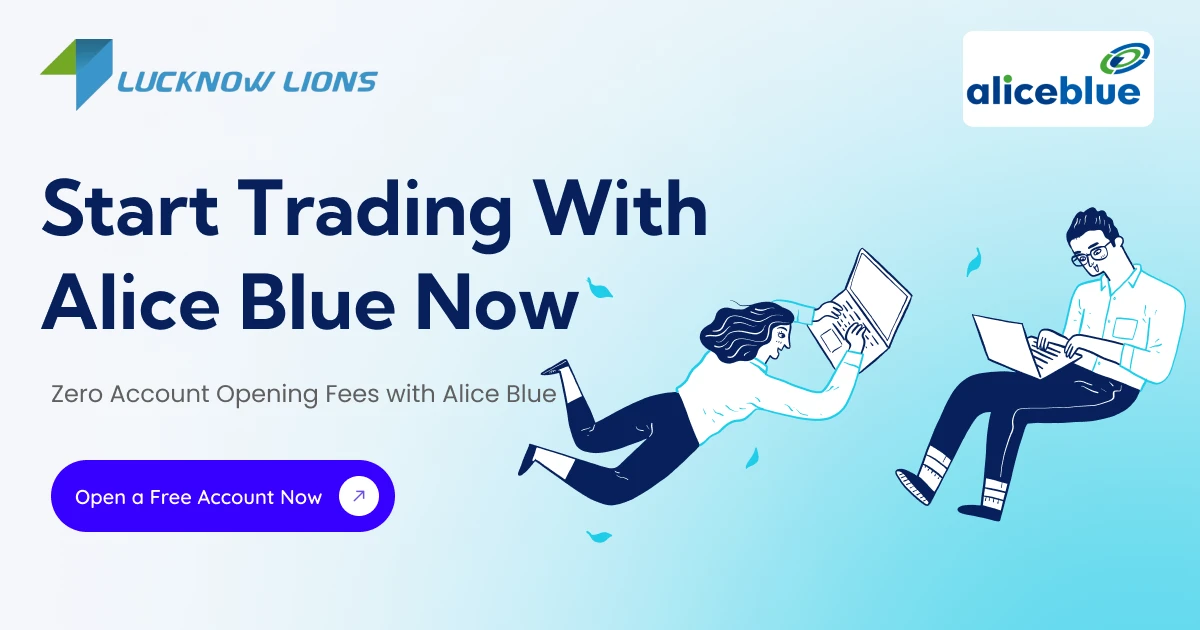 LUCKNOW LIONS
aliceblue
Start Trading With
Alice Blue Now
Zero Account Opening Fees with Alice Blue
Open a Free Account Now